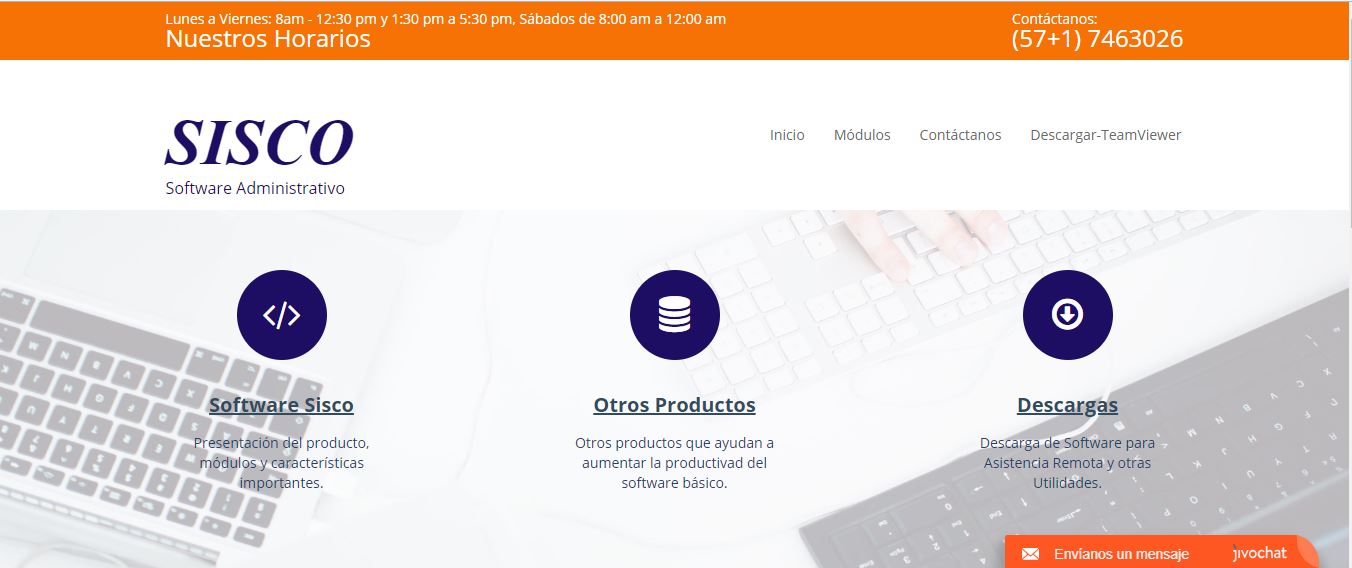 Lunes a Viernes: 8am - 12:30 pm y 1:30 pm a 5:30 pm, Sábados de 8:00 am a 12:00 am
Nuestros Horarios
Contáctanos:
(57+1) 7463026
SISCO
Software Administrativo
Inicio Módulos Contáctanos Descargar-TeamViewer
Software Sisco
Presentación del producto,
módulos y características
importantes.
Otros Productos
Otros productos que ayudan a
aumentar la productivad del
software básico.
Descargas
Descarga de Software para
Asistencia Remota y otras
Utilidades.
Envíanos un mensaje jivochat